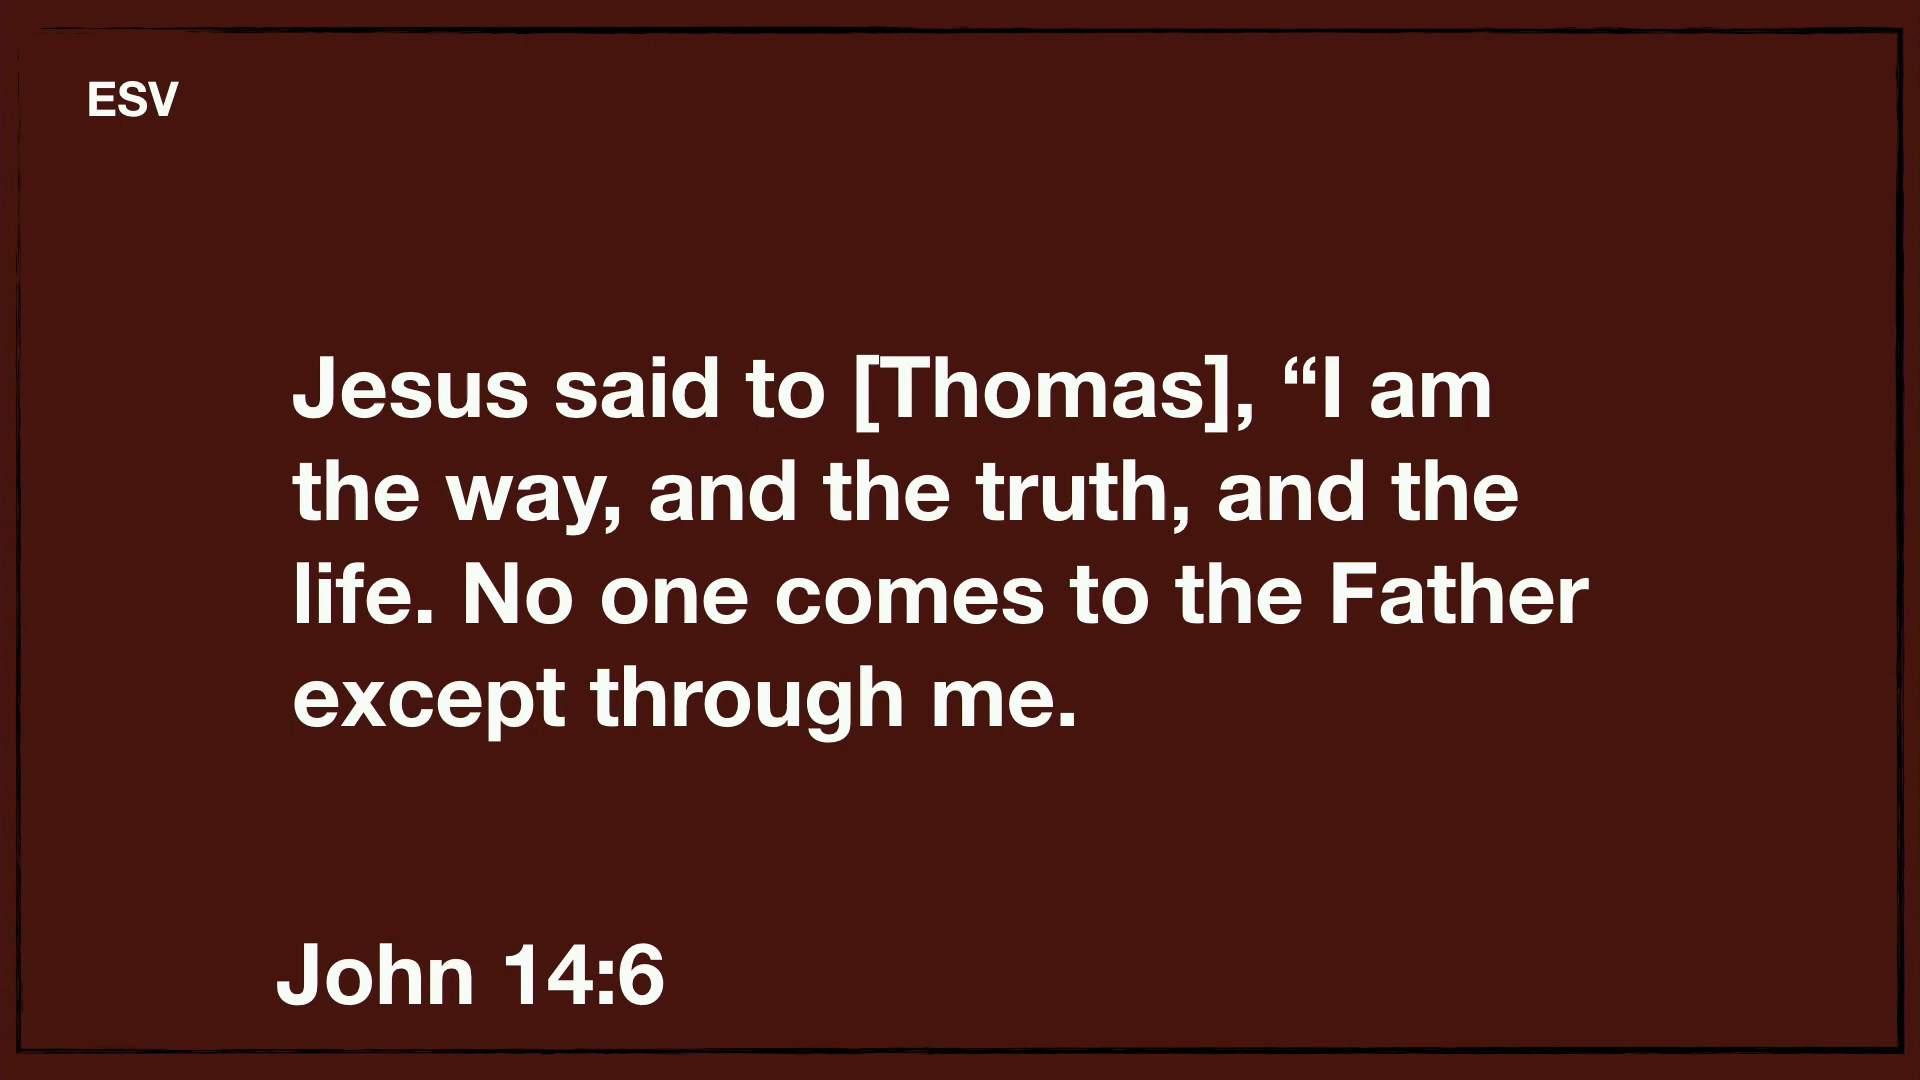 ESV
Jesus said to [Thomas], “I am
the way, and the truth, and the
life. No one comes to the Father
except through me.
John 14:6